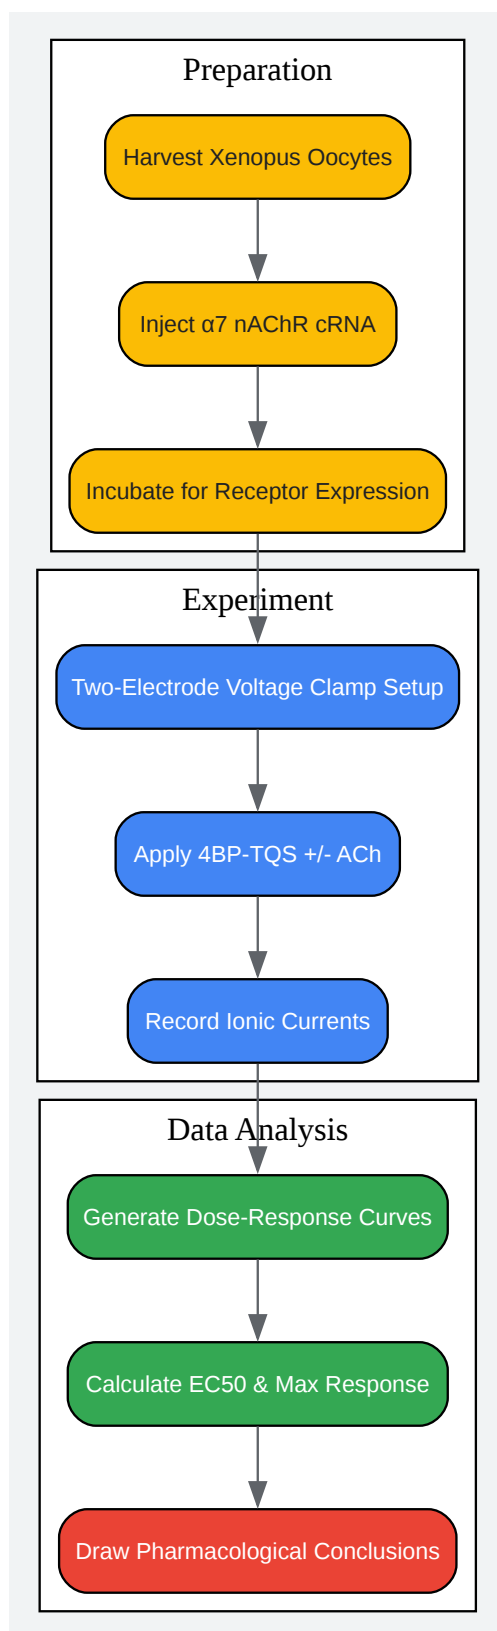 Preparation
Harvest Xenopus Oocytes
Inject α7 nAChR cRNA
Incubate for Receptor Expression
Experiment
Two-Electrode Voltage Clamp Setup
Apply 4BP-TQS +/- ACh
Record Ionic Currents
Data Analysis
Generate Dose-Response Curves
Calculate EC50 & Max Response
Draw Pharmacological Conclusions